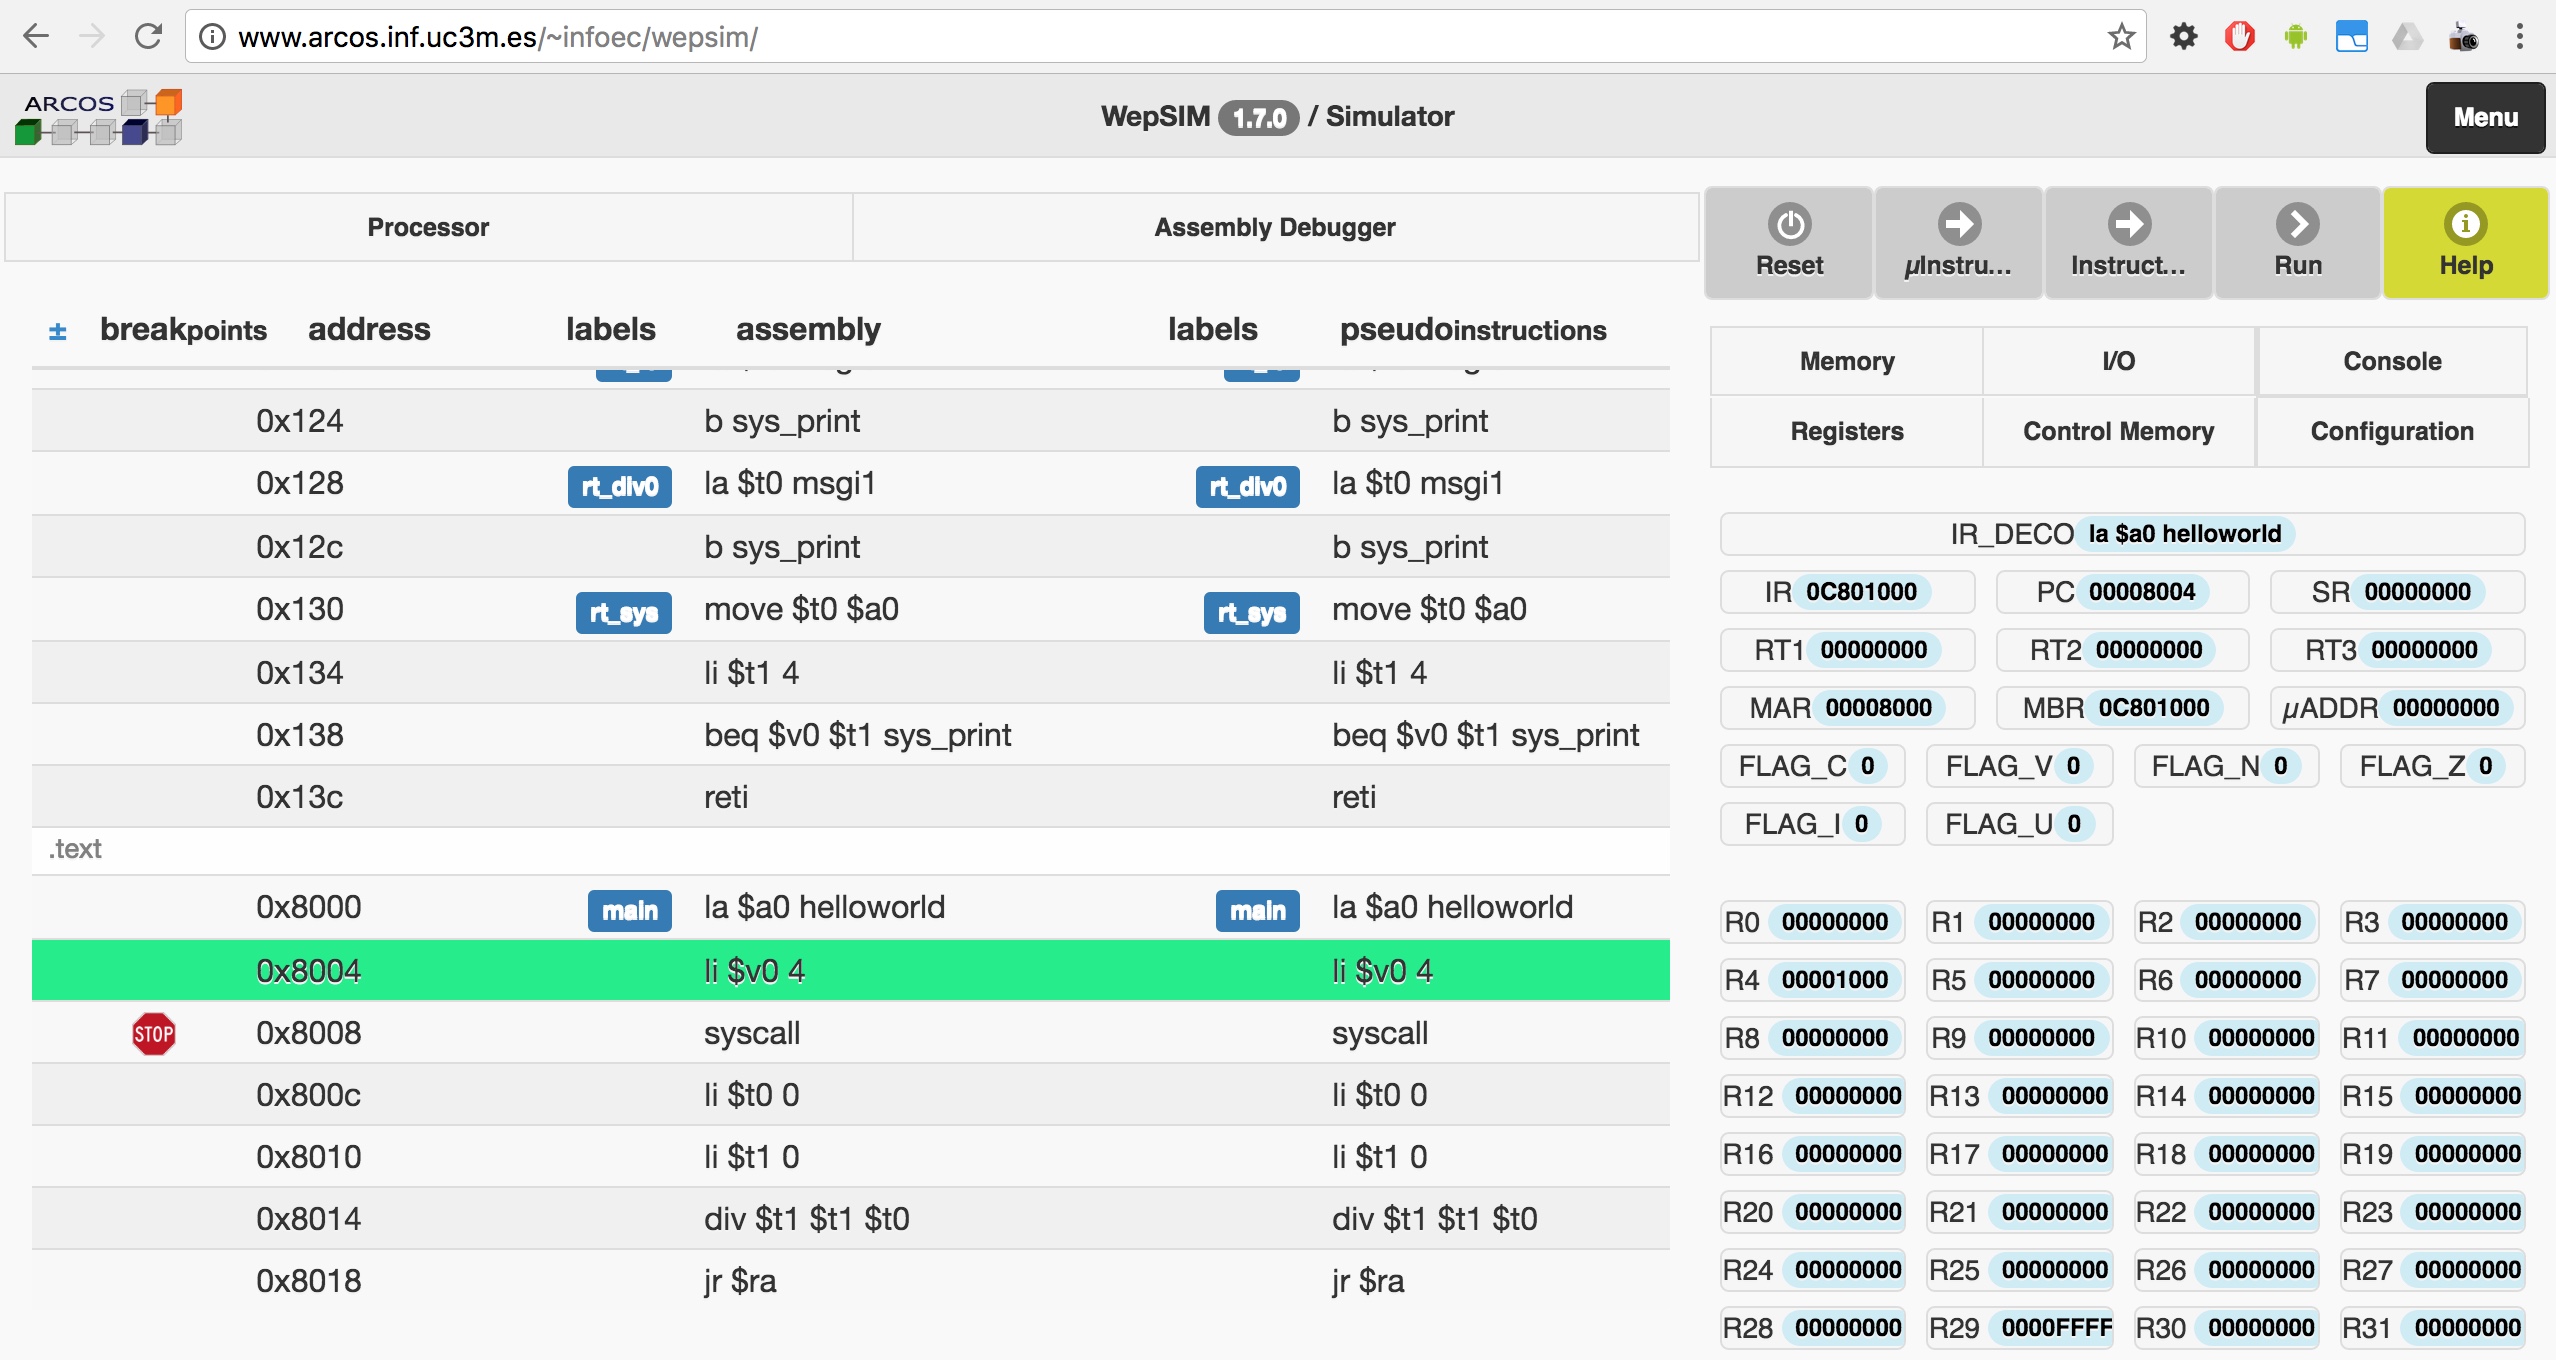 www.arcos.inf.uc3m.es/~infoec/wepsim/
ARCOS
WepSIM 1.7.0 / Simulator
Menu
Processor
Assembly Debugger
Reset
µInstru...
Instruct...
Run
Help
± breakpoints address labels assembly labels pseudoinstructions
0x124 b sys_print b sys_print
0x128 rt_div0 la $t0 msgi1 rt_div0 la $t0 msgi1
0x12c b sys_print b sys_print
0x130 rt_sys move $t0 $a0 rt_sys move $t0 $a0
0x134 li $t1 4 li $t1 4
0x138 beq $v0 $t1 sys_print beq $v0 $t1 sys_print
0x13c reti reti
.text
0x8000 main la $a0 helloworld main la $a0 helloworld
0x8004 li $v0 4 li $v0 4
STOP 0x8008 syscall syscall
0x800c li $t0 0 li $t0 0
0x8010 li $t1 0 li $t1 0
0x8014 div $t1 $t1 $t0 div $t1 $t1 $t0
0x8018 jr $ra jr $ra
Memory I/O Console
Registers Control Memory Configuration
IR_DECO la $a0 helloworld
IR 0C801000 PC 00008004 SR 00000000
RT1 00000000 RT2 00000000 RT3 00000000
MAR 00008000 MBR 0C801000 µADDR 00000000
FLAG_C 0 FLAG_V 0 FLAG_N 0 FLAG_Z 0
FLAG_I 0 FLAG_U 0
R0 00000000 R1 00000000 R2 00000000 R3 00000000
R4 00001000 R5 00000000 R6 00000000 R7 00000000
R8 00000000 R9 00000000 R10 00000000 R11 00000000
R12 00000000 R13 00000000 R14 00000000 R15 00000000
R16 00000000 R17 00000000 R18 00000000 R19 00000000
R20 00000000 R21 00000000 R22 00000000 R23 00000000
R24 00000000 R25 00000000 R26 00000000 R27 00000000
R28 00000000 R29 0000FFFF R30 00000000 R31 00000000